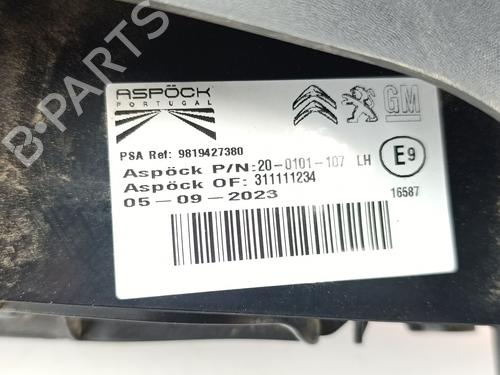 B-PARTS
ASPÖCK
PORTUGAL
GM
PSA Ref: 9819427380
Aspöck P/N:20-0101-107 LH
E9
Aspöck OF: 311111234
05-09-2023
16587